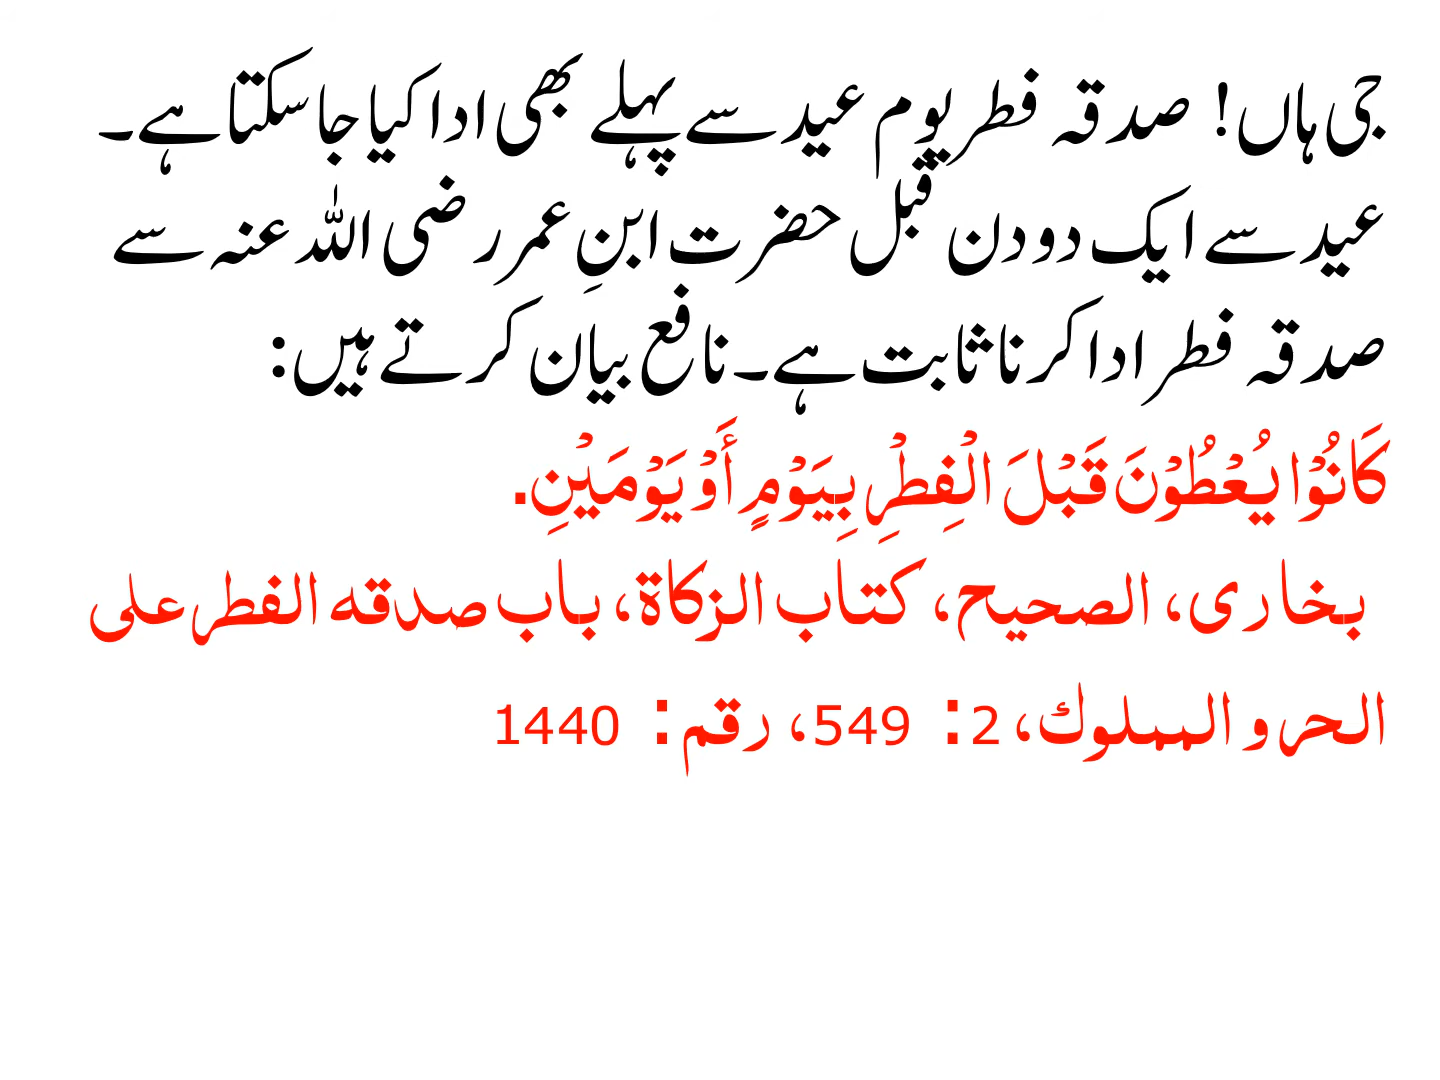 جی ہاں! صدقہ فطر یوم عید سے پہلے بھی ادا کیا جا سکتا ہے۔
عید سے ایک دو دن قبل حضرت ابنِ عمر رضی اللہ عنہ سے
صدقہ فطر ادا کرنا ثابت ہے۔ نافع بیان کرتے ہیں:
كَانُوْا يُعْطُوْنَ قَبْلَ الْفِطْرِ بِيَوْمٍ أَوْ يَوْمَيْنِ.
بخاری، الصحیح، کتاب الزکاة، باب صدقه الفطر علی
الحر و المملوك، 2: 549، رقم: 1440